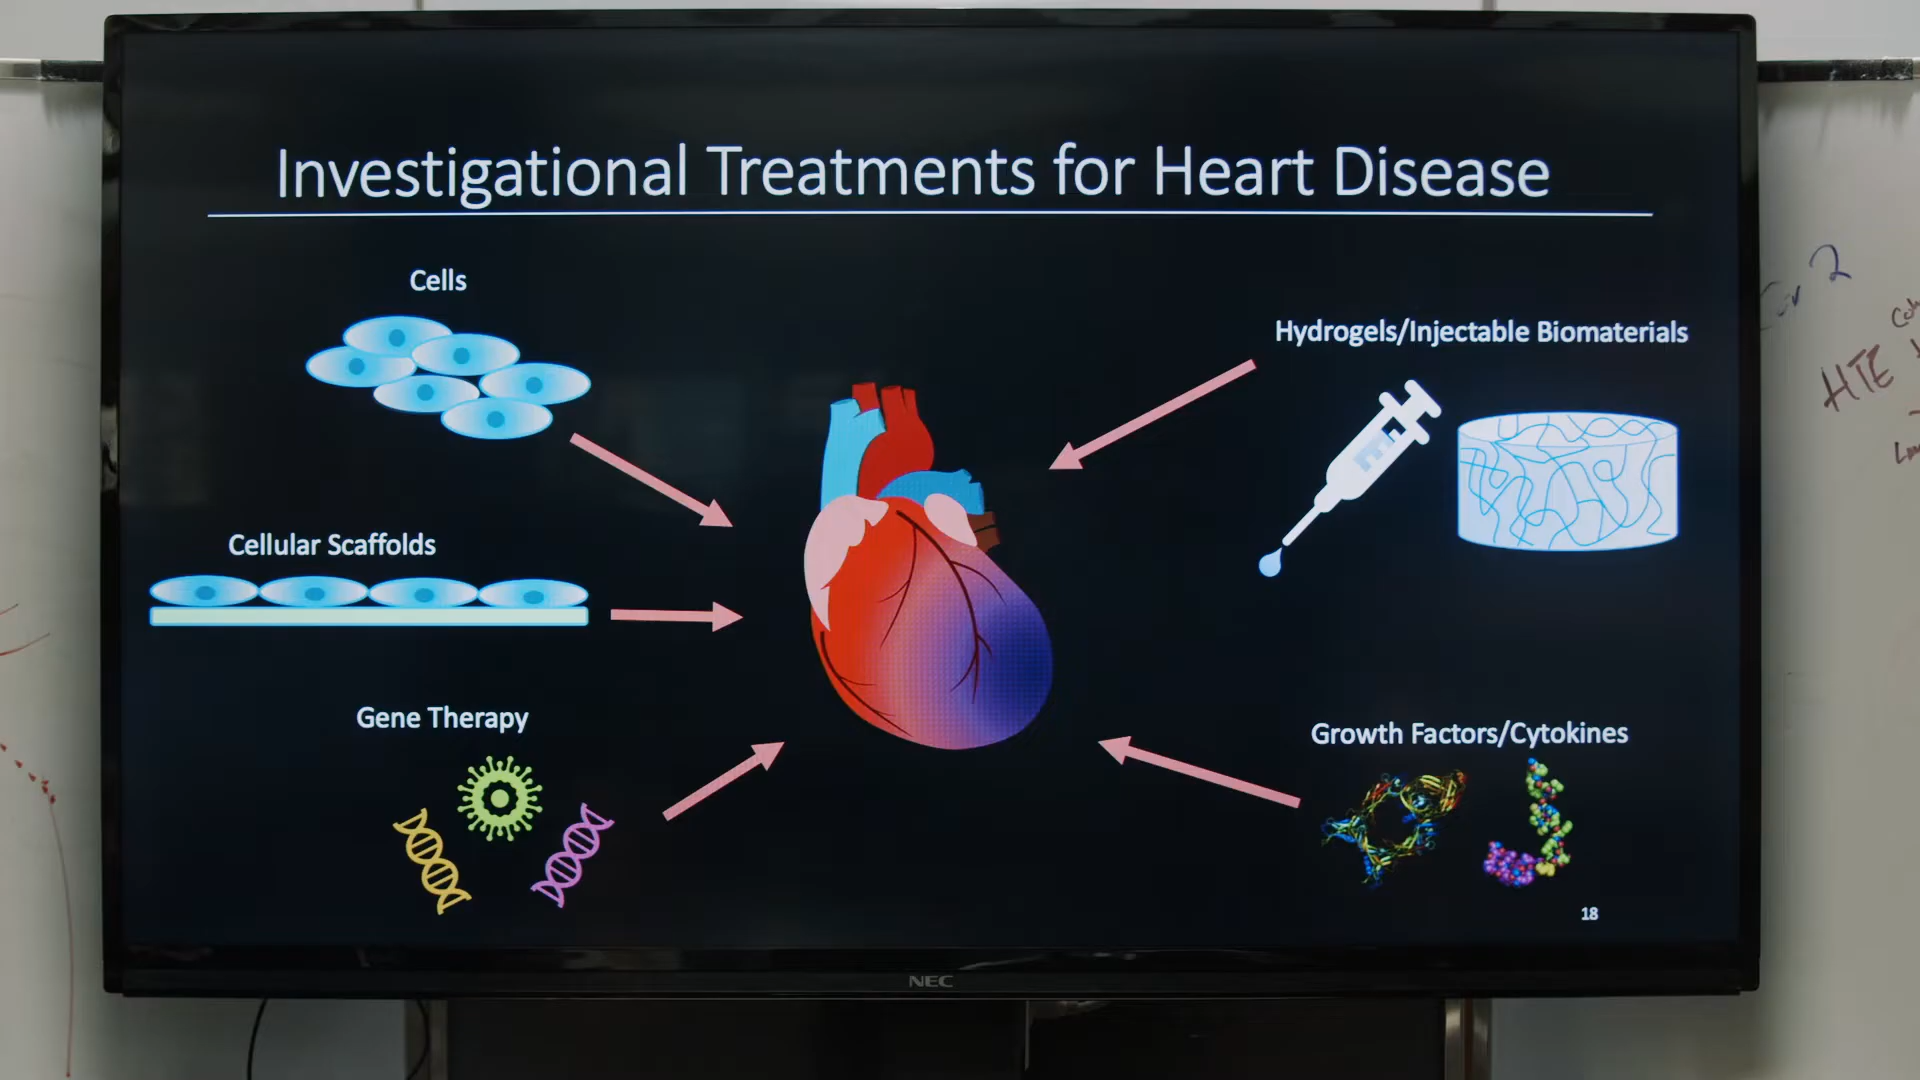 Investigational Treatments for Heart Disease
Cells
Hydrogels/Injectable Biomaterials
Cellular Scaffolds
Gene Therapy
Growth Factors/Cytokines
18
NEC
2
HTE